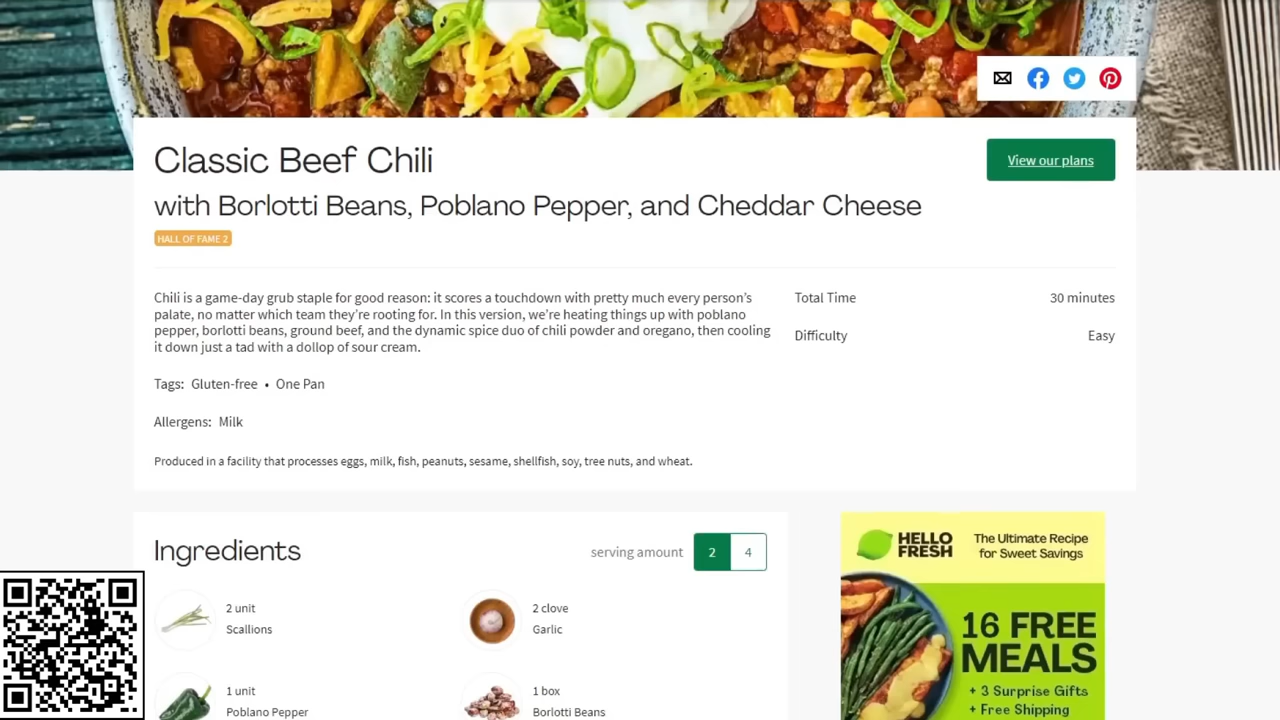 Classic Beef Chili
View our plans
with Borlotti Beans, Poblano Pepper, and Cheddar Cheese
HALL OF FAME 2
Chili is a game-day grub staple for good reason: it scores a touchdown with pretty much every person's
palate, no matter which team they're rooting for. In this version, we're heating things up with poblano
pepper, borlotti beans, ground beef, and the dynamic spice duo of chili powder and oregano, then cooling
it down just a tad with a dollop of sour cream.
Total Time 30 minutes
Difficulty Easy
Tags: Gluten-free • One Pan
Allergens: Milk
Produced in a facility that processes eggs, milk, fish, peanuts, sesame, shellfish, soy, tree nuts, and wheat.
Ingredients
serving amount 2 4
2 unit
Scallions
2 clove
Garlic
1 unit
Poblano Pepper
1 box
Borlotti Beans
HELLO
FRESH
The Ultimate Recipe
for Sweet Savings
16 FREE
MEALS
+ 3 Surprise Gifts
+ Free Shipping